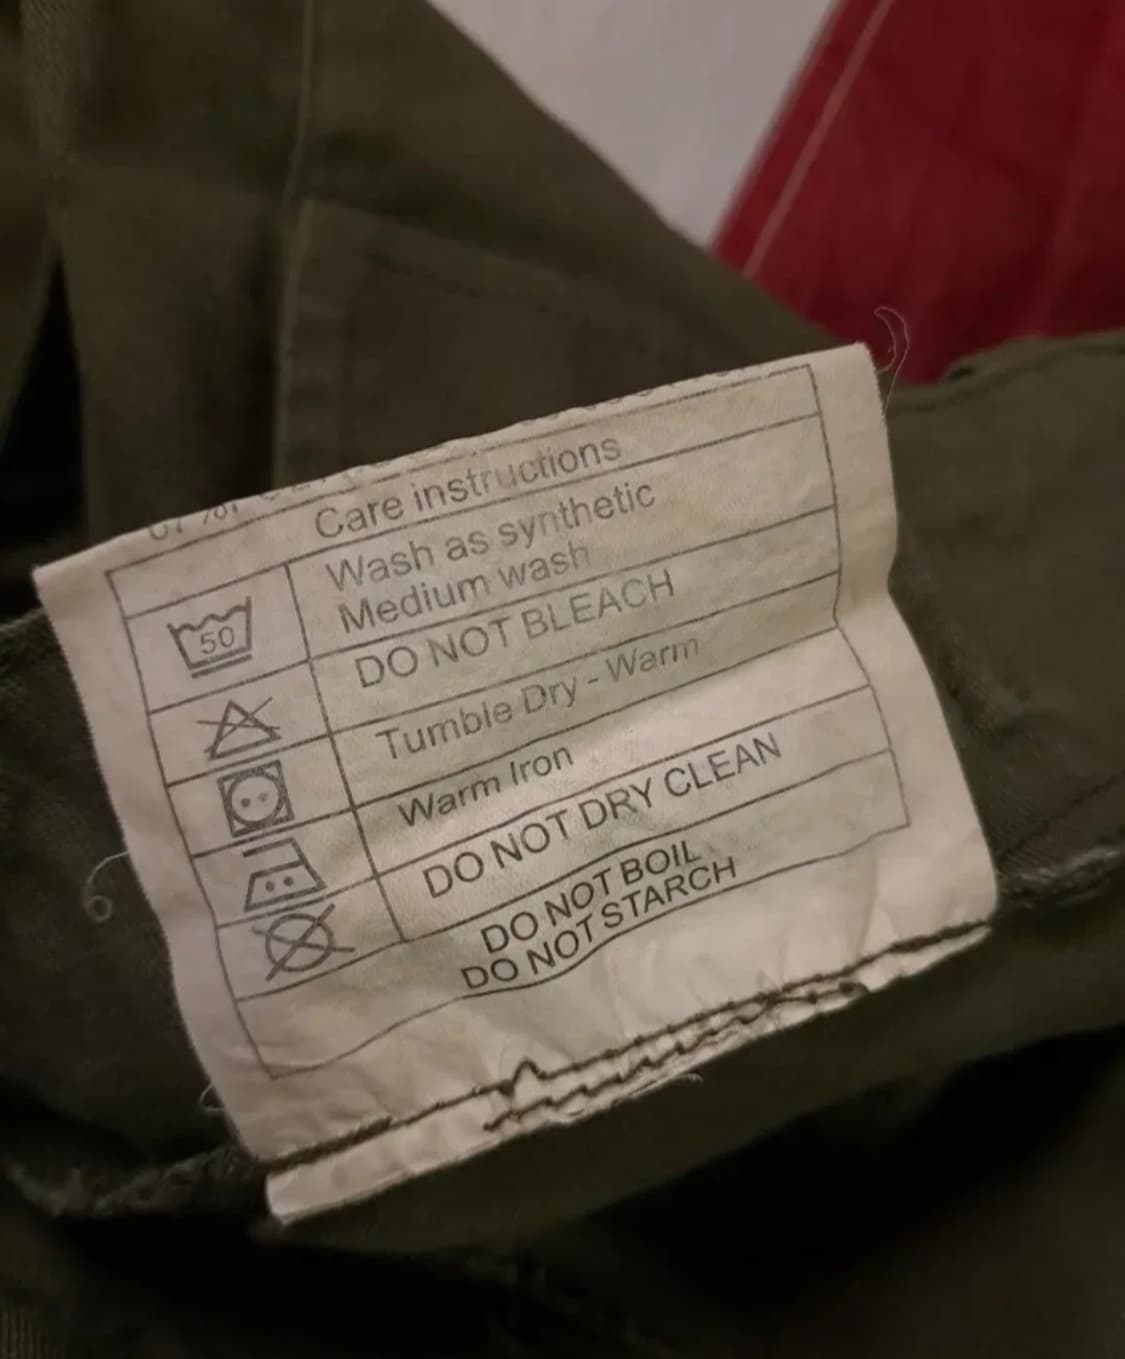 Care instructions
50
Wash as synthetic
Medium wash
DO NOT BLEACH
Tumble Dry - Warm
Warm Iron
DO NOT DRY CLEAN
DO NOT BOIL
DO NOT STARCH